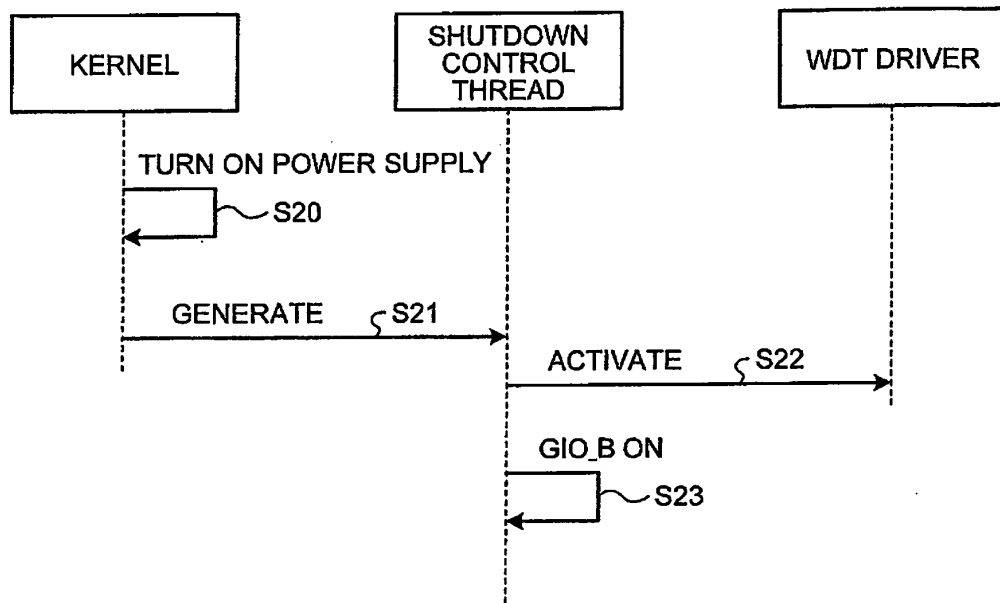 KERNEL
SHUTDOWN
CONTROL
THREAD
WDT DRIVER
TURN ON POWER SUPPLY
S20
GENERATE
S21
ACTIVATE
S22
GIO_B ON
S23